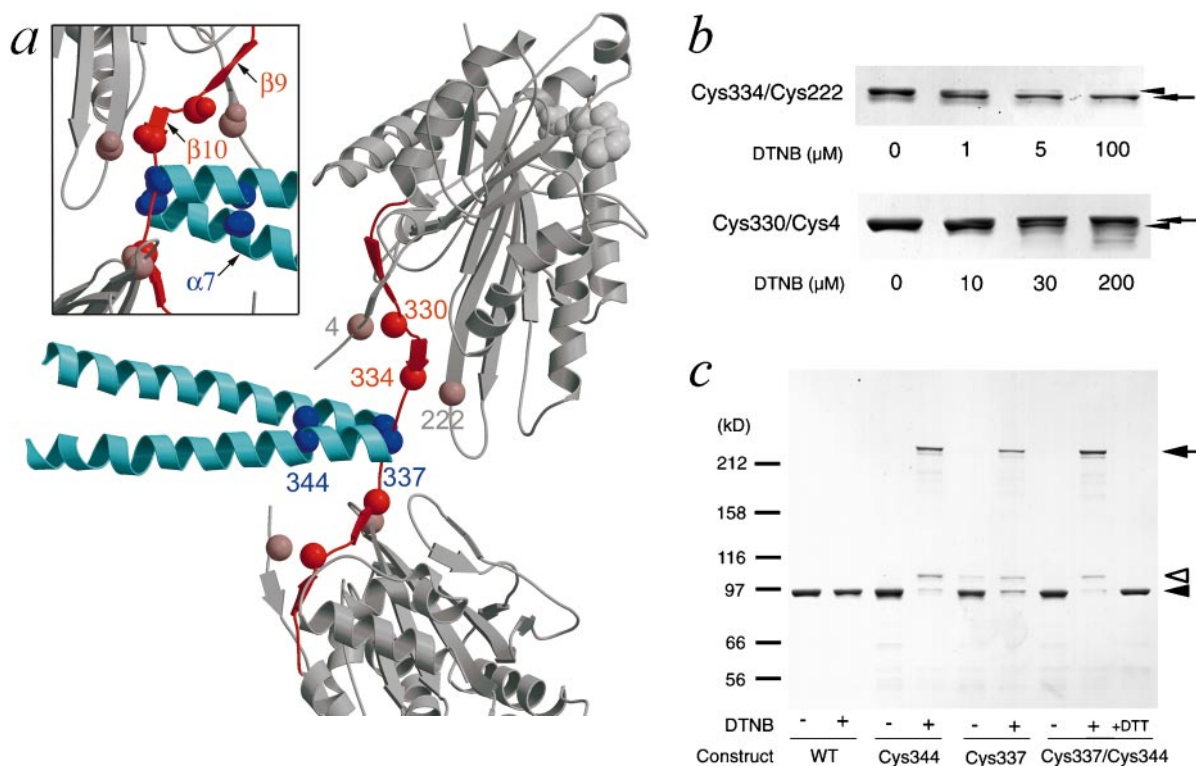 a
β9
β10
α7
4
330
334
222
344
337
b
Cys334/Cys222
DTNB (μM) 0 1 5 100
Cys330/Cys4
DTNB (μM) 0 10 30 200
c
(kD)
212
158
116
97
66
56
DTNB - + - + - + - + +DTT
Construct WT Cys344 Cys337 Cys337/Cys344